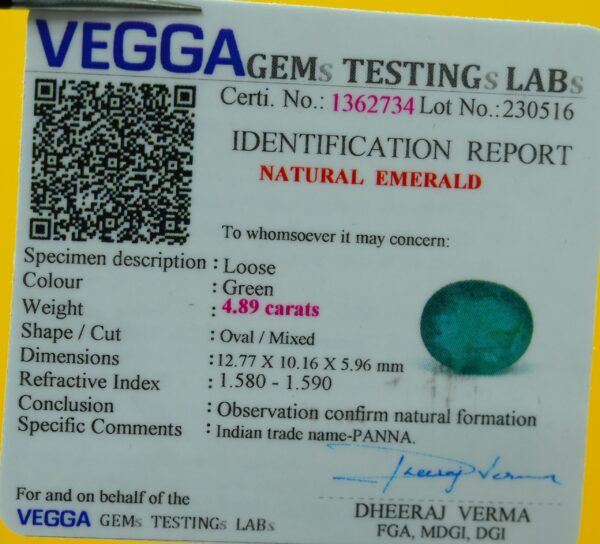 VEGGA GEMs TESTINGs LABs
Certi. No.: 1362734 Lot No.:230516
IDENTIFICATION REPORT
NATURAL EMERALD
To whomsoever it may concern:
Specimen description : Loose
Colour : Green
Weight : 4.89 carats
Shape / Cut : Oval / Mixed
Dimensions : 12.77 X 10.16 X 5.96 mm
Refractive Index : 1.580 - 1.590
Conclusion : Observation confirm natural formation
Specific Comments : Indian trade name-PANNA.
Dheeraj Verma
For and on behalf of the
VEGGA GEMs TESTINGs LABs
DHEERAJ VERMA
FGA, MDGI, DGI